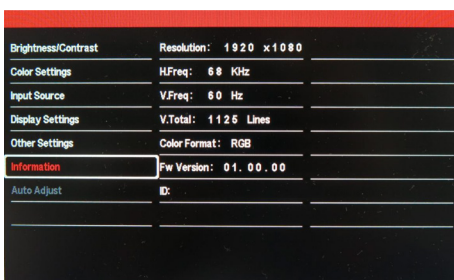 Brightness/Contrast Resolution: 1920 x1080
Color Settings H.Freq: 68 KHz
Input Source V.Freq: 60 Hz
Display Settings V.Total: 1125 Lines
Other Settings Color Format: RGB
Information Fw Version: 01.00.00
Auto Adjust ID: